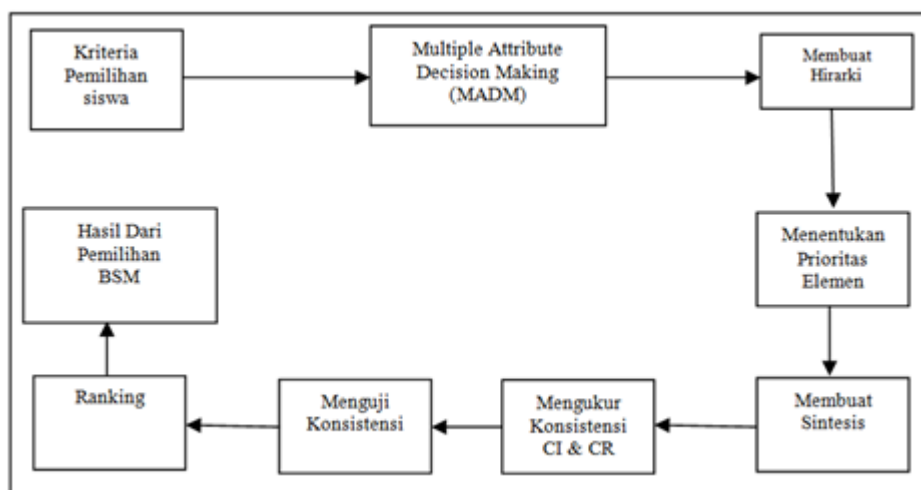 Kriteria
Pemilihan
siswa
Multiple Attribute
Decision Making
(MADM)
Membuat
Hirarki
Menentukan
Prioritas
Elemen
Membuat
Sintesis
Mengukur
Konsistensi
CI & CR
Menguji
Konsistensi
Ranking
Hasil Dari
Pemilihan
BSM